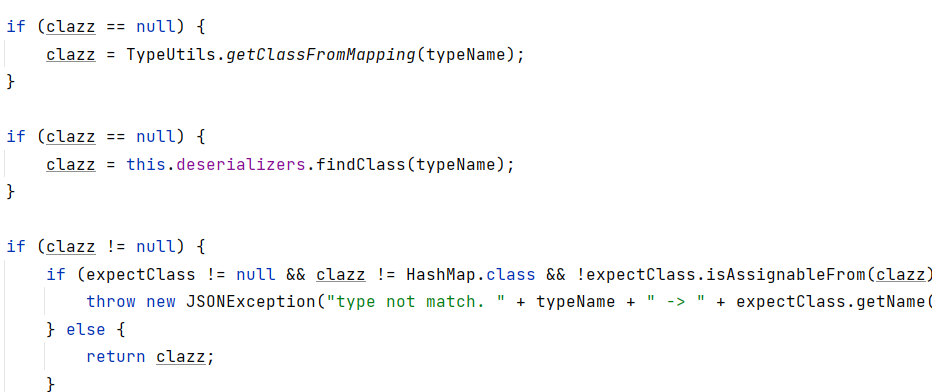 if (clazz == null) {
    clazz = TypeUtils.getClassFromMapping(typeName);
}

if (clazz == null) {
    clazz = this.deserializers.findClass(typeName);
}

if (clazz != null) {
    if (expectClass != null && clazz != HashMap.class && !expectClass.isAssignableFrom(clazz)
        throw new JSONException("type not match. " + typeName + " -> " + expectClass.getName(
    } else {
        return clazz;
    }